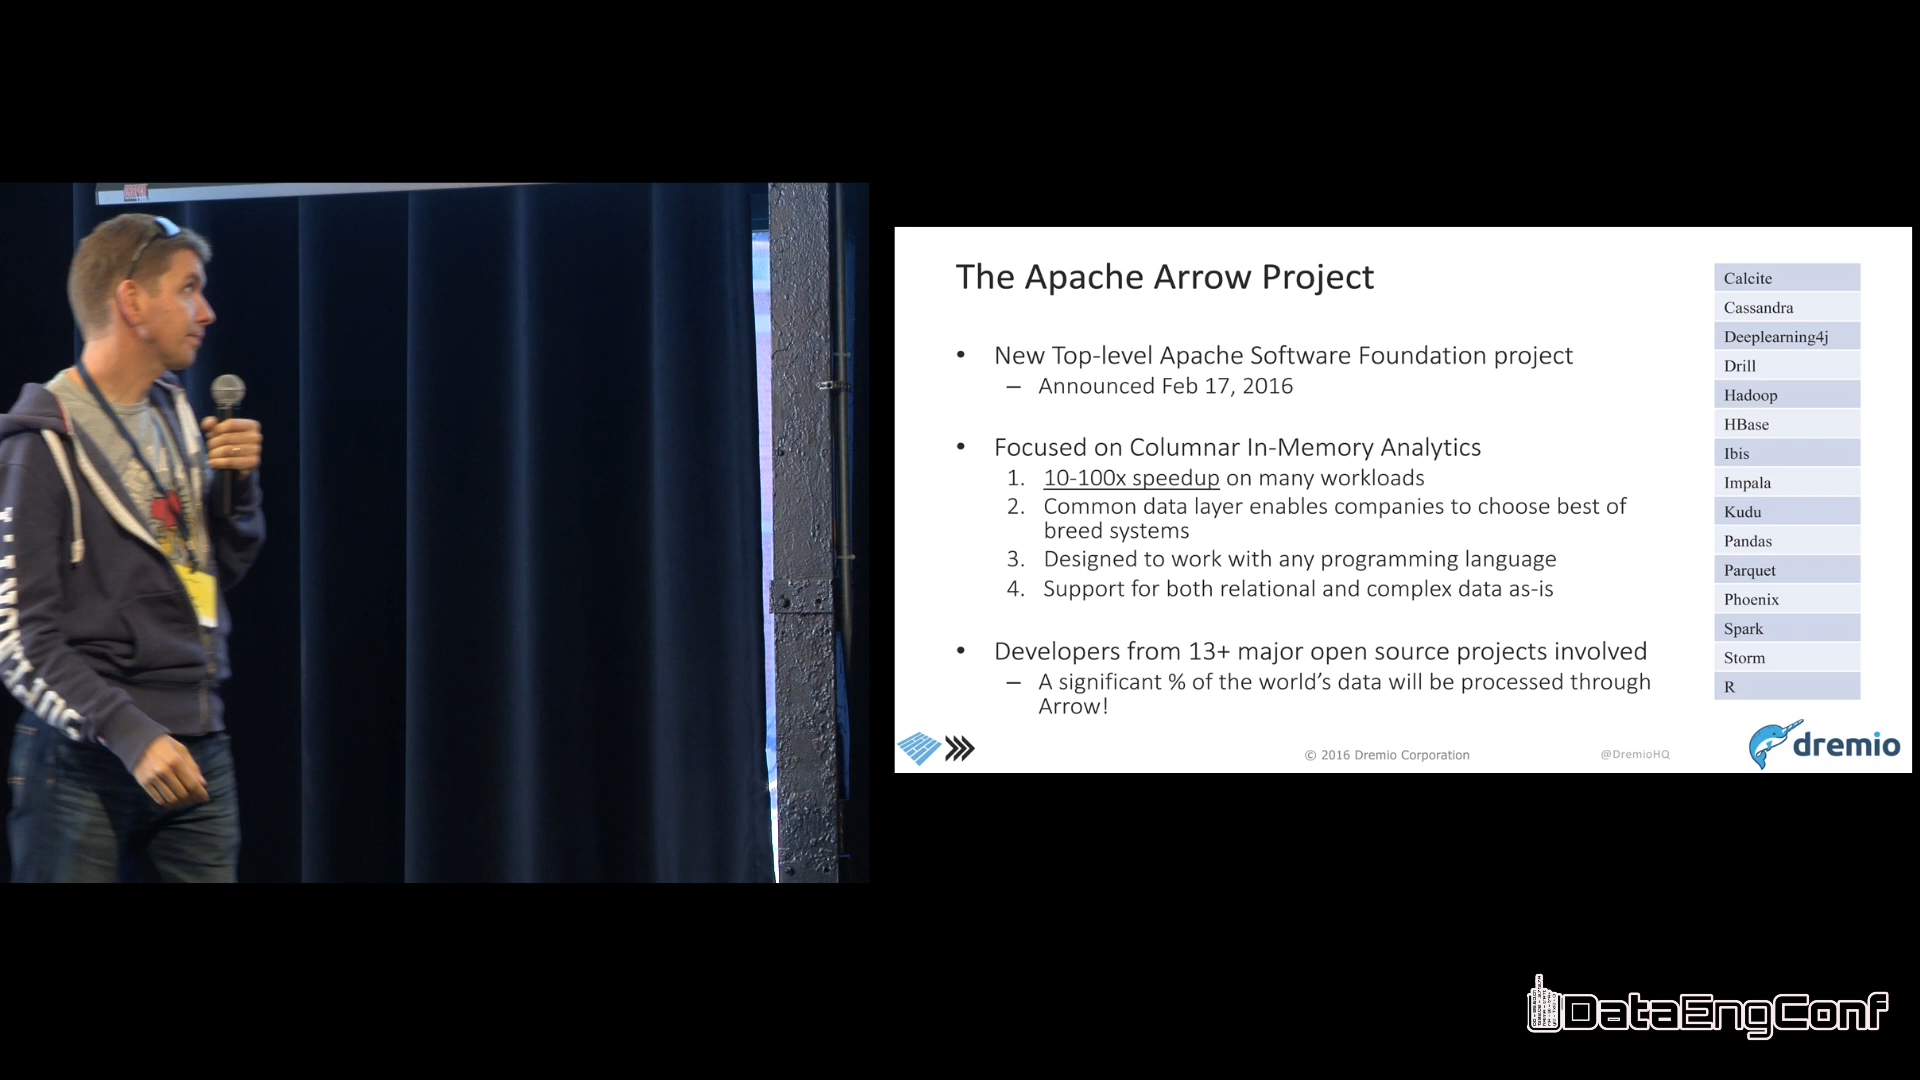 The Apache Arrow Project
• New Top-level Apache Software Foundation project
– Announced Feb 17, 2016
• Focused on Columnar In-Memory Analytics
1. 10-100x speedup on many workloads
2. Common data layer enables companies to choose best of
breed systems
3. Designed to work with any programming language
4. Support for both relational and complex data as-is
• Developers from 13+ major open source projects involved
– A significant % of the world’s data will be processed through
Arrow!
Calcite
Cassandra
Deeplearning4j
Drill
Hadoop
HBase
Ibis
Impala
Kudu
Pandas
Parquet
Phoenix
Spark
Storm
R
© 2016 Dremio Corporation
@DremioHQ
dremio
DataEngConf